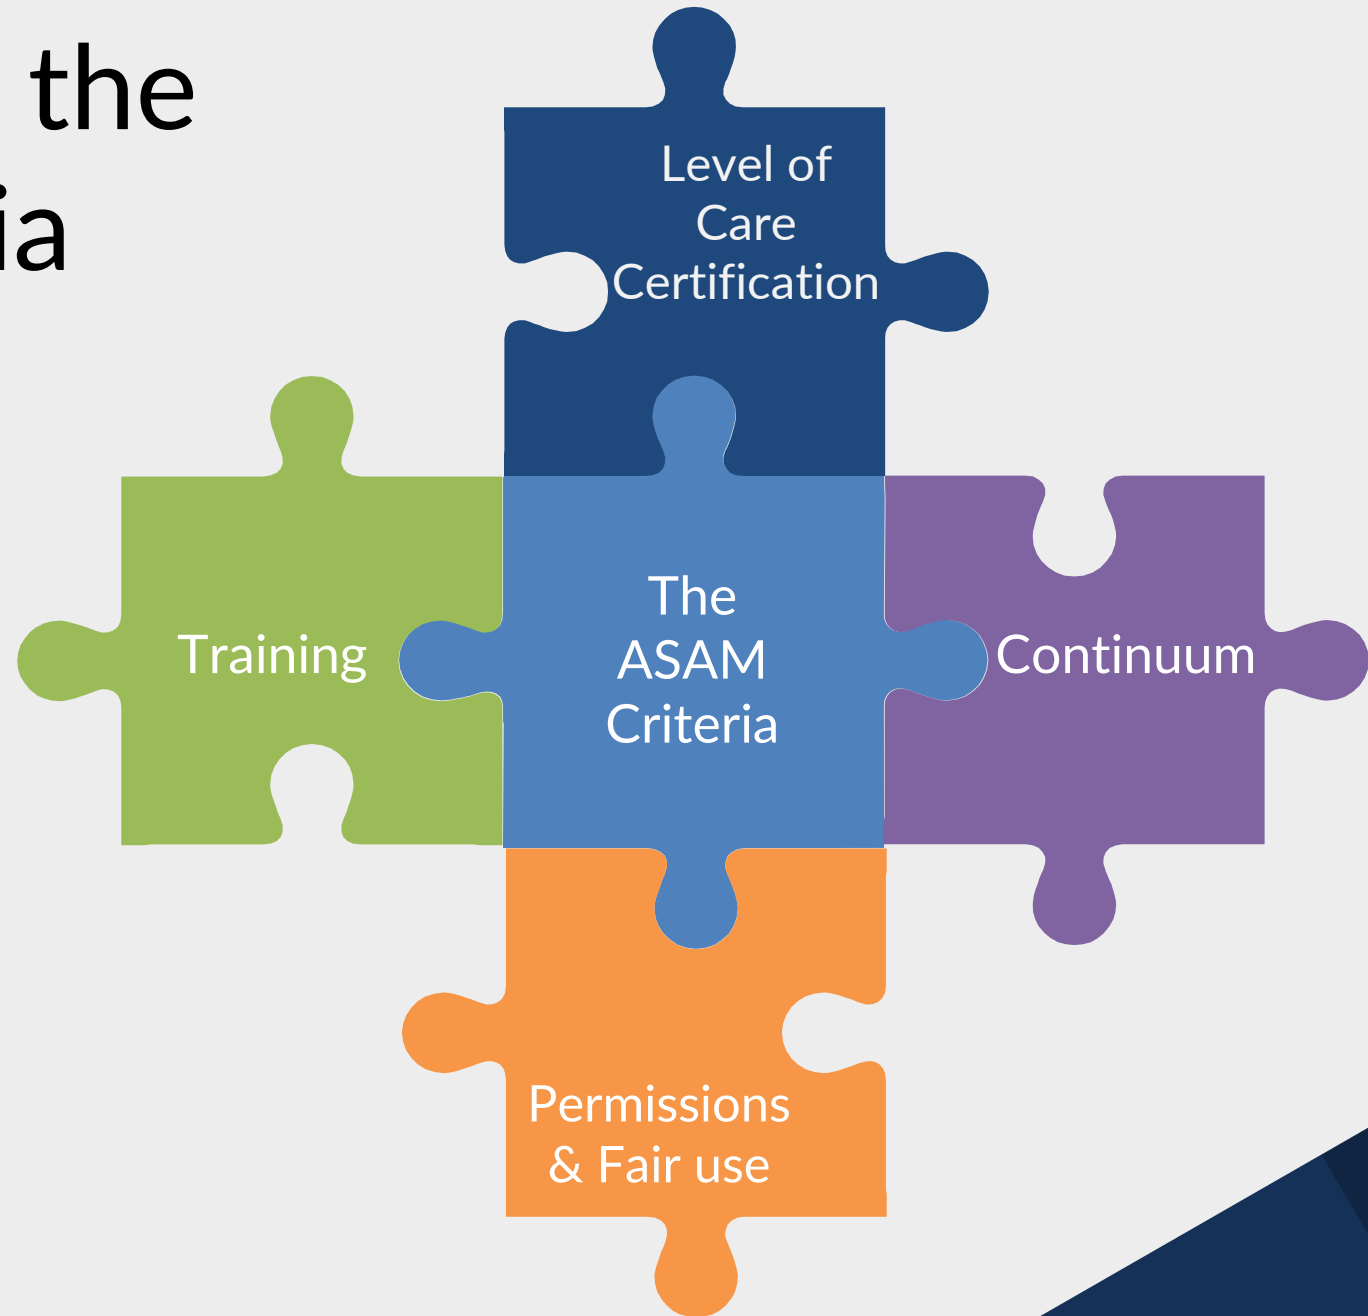 the
ia
Level of
Care
Certification
Training
The
ASAM
Criteria
Continuum
Permissions
& Fair use